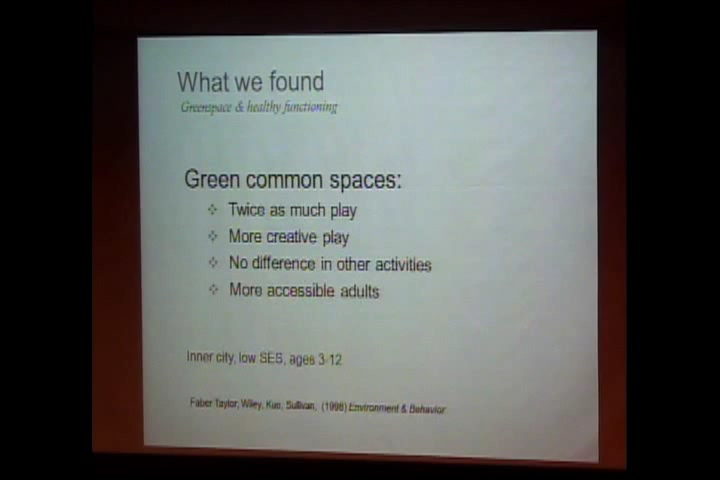 What we found
Greenspace & healthy functioning
Green common spaces:
Twice as much play
More creative play
No difference in other activities
More accessible adults
Inner city, low SES, ages 3-12
Faber Taylor, Wiley, Kuo, Sullivan, (1998) Environment & Behavior